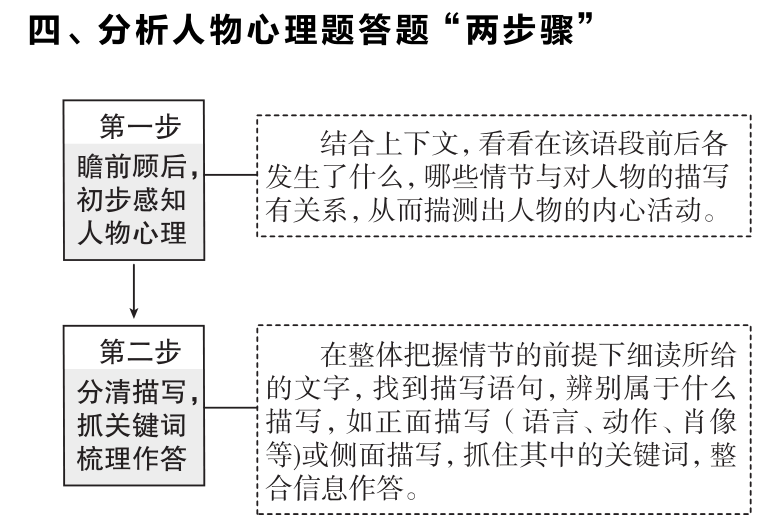 四、分析人物心理题答题“两步骤”
第一步
瞻前顾后，
初步感知
人物心理
结合上下文，看看在该语段前后各
发生了什么，哪些情节与对人物的描写
有关系，从而揣测出人物的内心活动。
第二步
分清描写，
抓关键词
梳理作答
在整体把握情节的前提下细读所给
的文字，找到描写语句，辨别属于什么
描写，如正面描写（语言、动作、肖像
等)或侧面描写，抓住其中的关键词，整
合信息作答。